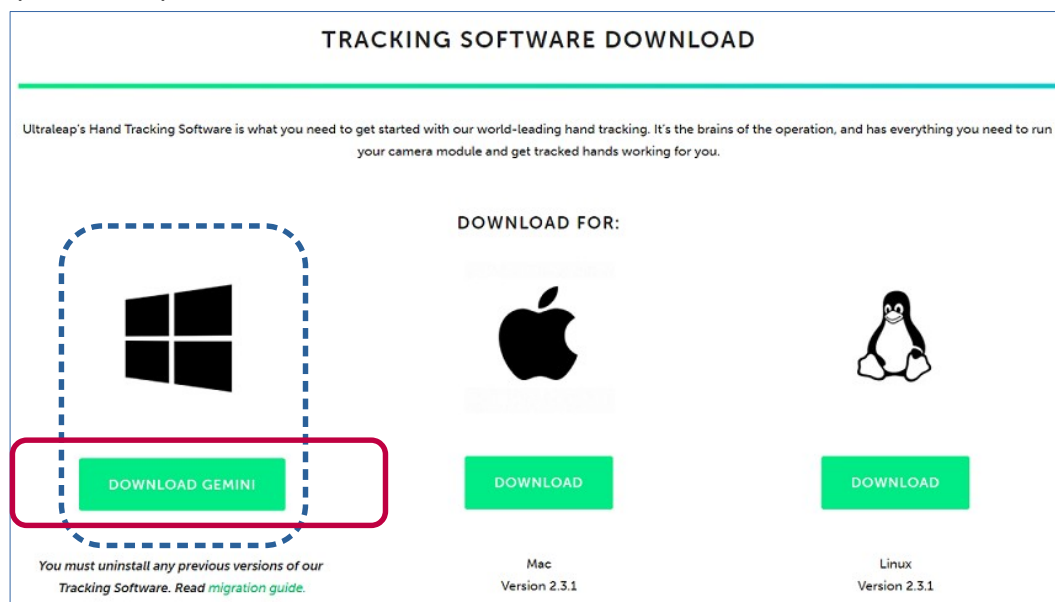 TRACKING SOFTWARE DOWNLOAD
Ultraleap's Hand Tracking Software is what you need to get started with our world-leading hand tracking. It's the brains of the operation, and has everything you need to run
your camera module and get tracked hands working for you.
DOWNLOAD FOR:
DOWNLOAD GEMINI
DOWNLOAD
DOWNLOAD
You must uninstall any previous versions of our
Tracking Software. Read migration guide.
Mac
Version 2.3.1
Linux
Version 2.3.1